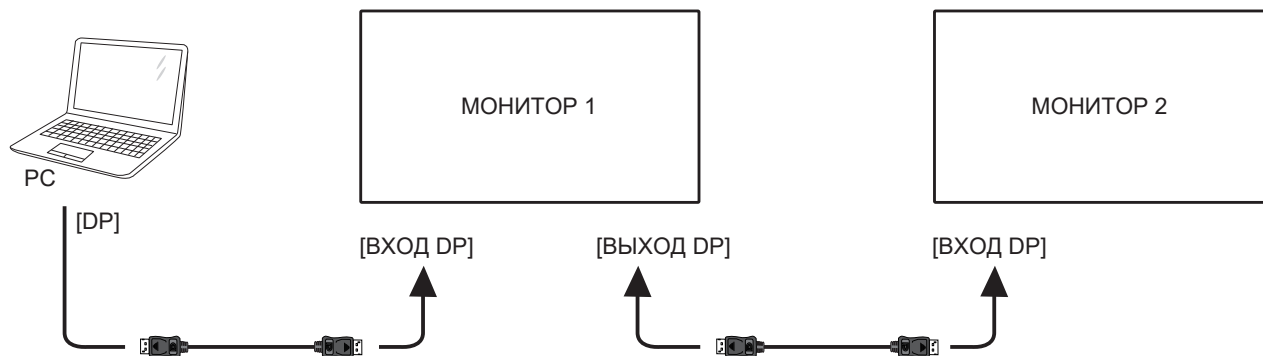 МОНИТОР 1
МОНИТОР 2
PC
[DP]
[ВХОД DP]
[ВЫХОД DP]
[ВХОД DP]